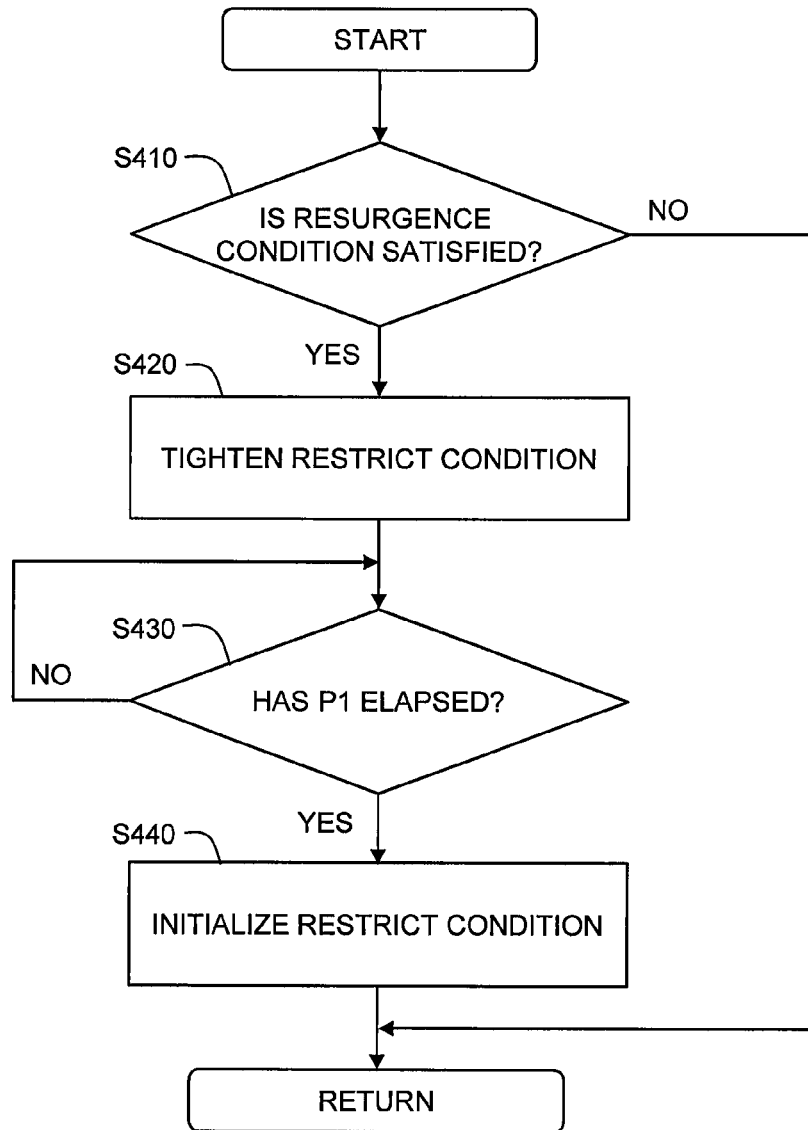 START
S410
IS RESURGENCE
CONDITION SATISFIED?
NO
YES
S420
TIGHTEN RESTRICT CONDITION
S430
NO
HAS P1 ELAPSED?
YES
S440
INITIALIZE RESTRICT CONDITION
RETURN